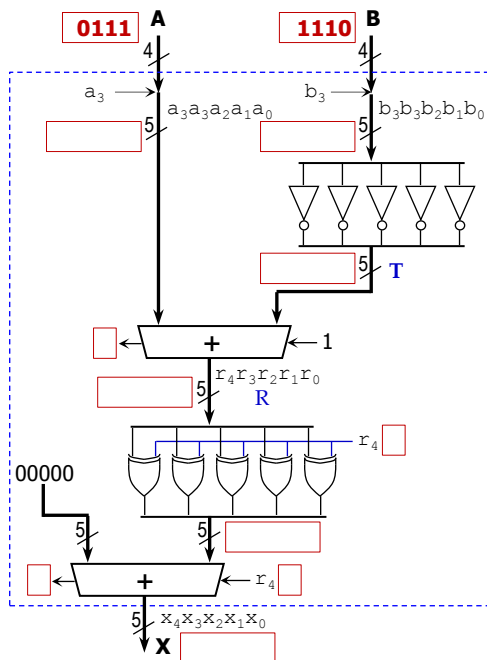 A B
0111 1110
4 4
a3 b3
a3a3a2a1a0 b3b3b2b1b0
5 5
5 T
+ 1
r4r3r2r1r0
5 R
r4
00000
5 5
+ r4
5 x4x3x2x1x0
X